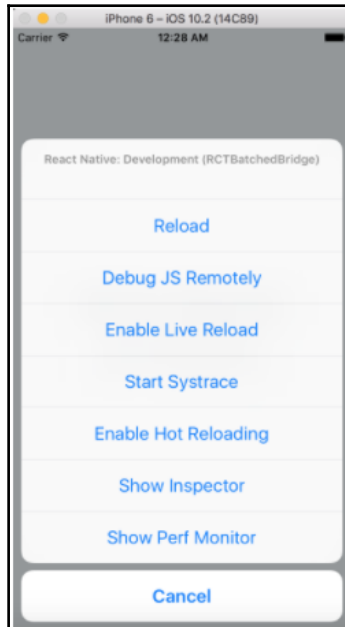 iPhone 6 – iOS 10.2 (14C89)
Carrier 12:28 AM
React Native: Development (RCTBatchedBridge)
Reload
Debug JS Remotely
Enable Live Reload
Start Systrace
Enable Hot Reloading
Show Inspector
Show Perf Monitor
Cancel